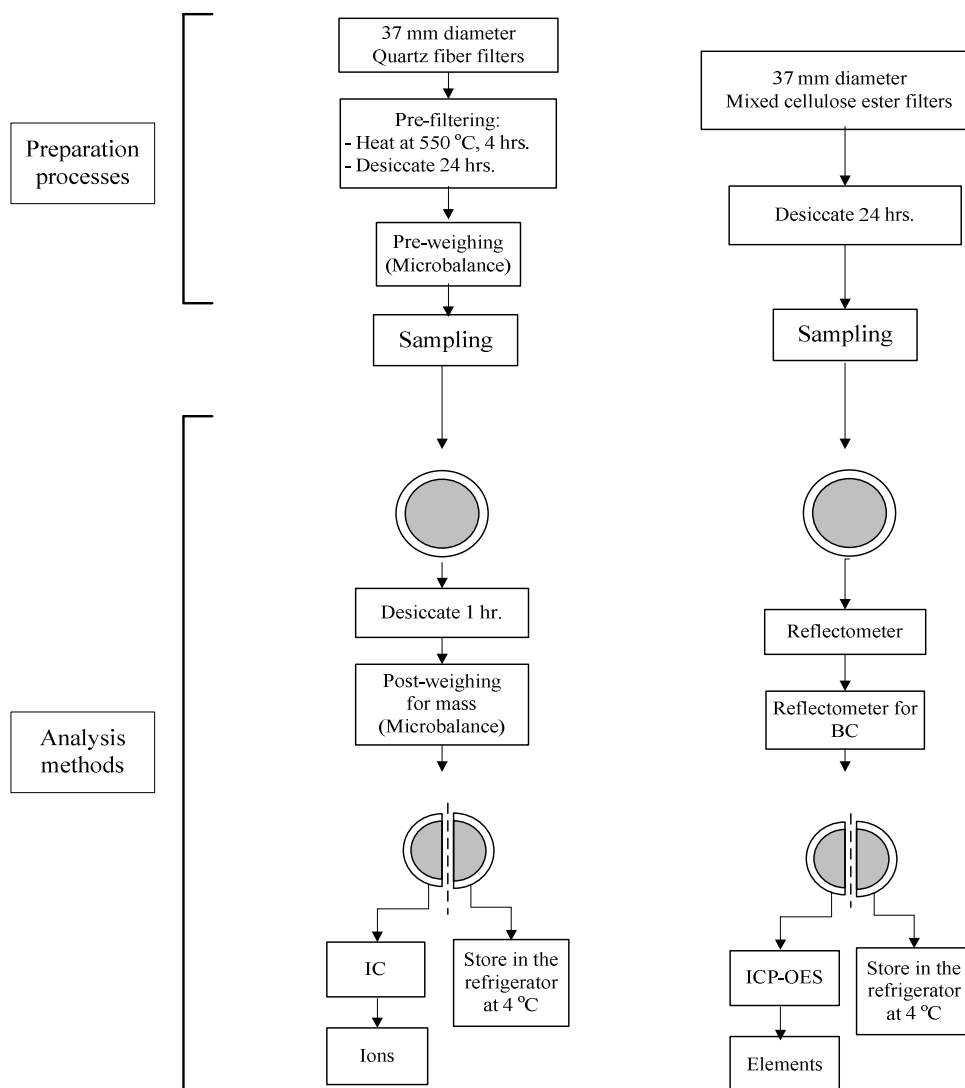 Preparation
processes
37 mm diameter
Quartz fiber filters
Pre-filtering:
- Heat at 550 °C, 4 hrs.
- Desiccate 24 hrs.
Pre-weighing
(Microbalance)
Sampling
37 mm diameter
Mixed cellulose ester filters
Desiccate 24 hrs.
Sampling
Analysis
methods
Desiccate 1 hr.
Post-weighing
for mass
(Microbalance)
IC
Ions
Store in the
refrigerator
at 4 °C
Reflectometer
Reflectometer for
BC
ICP-OES
Elements
Store in the
refrigerator
at 4 °C